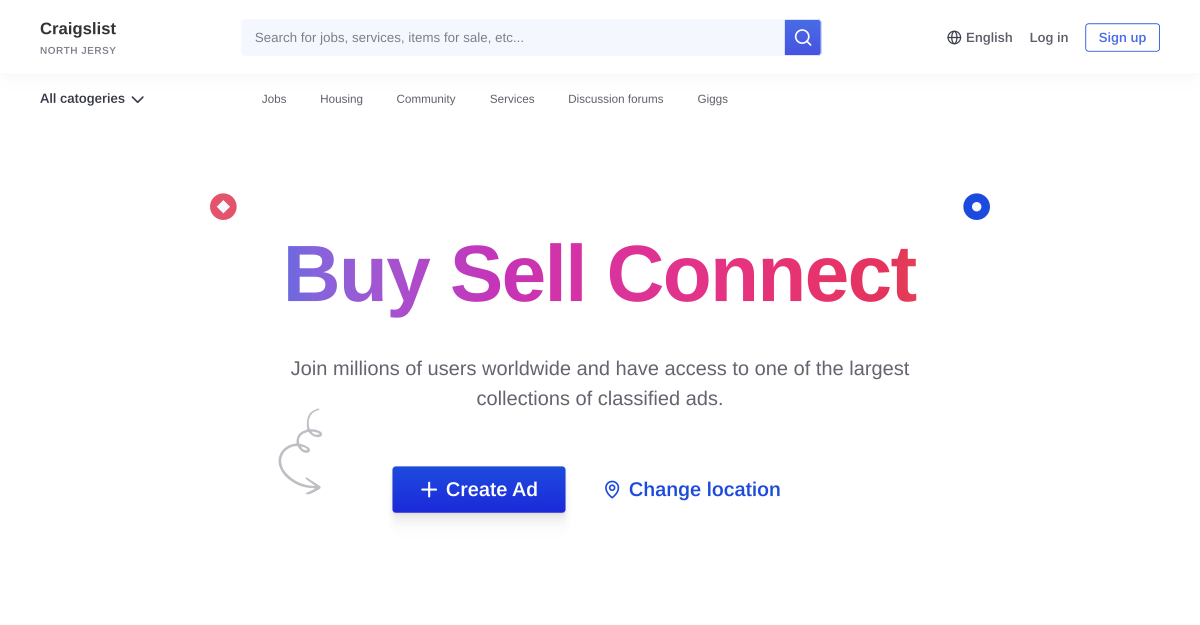 Craigslist
NORTH JERSY
Search for jobs, services, items for sale, etc...
English
Log in
Sign up
All catogeries
Jobs
Housing
Community
Services
Discussion forums
Giggs
Buy Sell Connect
Join millions of users worldwide and have access to one of the largest
collections of classified ads.
Create Ad
Change location